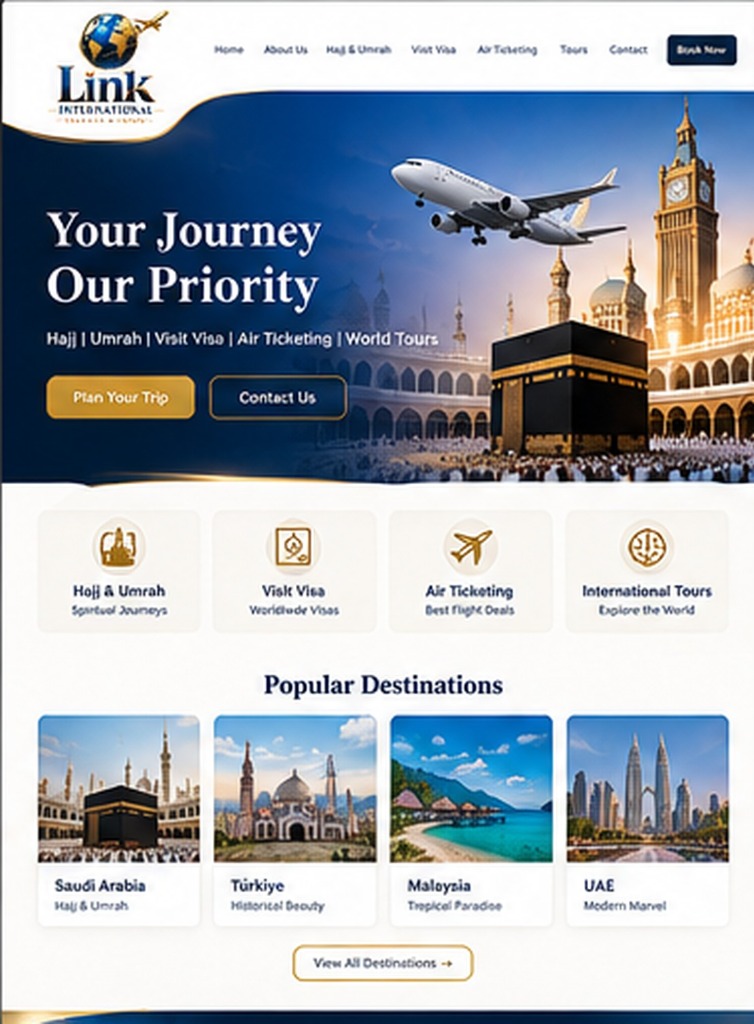 Link
INTERNATIONAL
Home
About Us
Hajj & Umrah
Visit Visa
Air Ticketing
Tours
Contact
Book Now
Your Journey
Our Priority
Hajj | Umrah | Visit Visa | Air Ticketing | World Tours
Plan Your Trip
Contact Us
Hajj & Umrah
Spiritual Journeys
Visit Visa
Worldwide Visas
Air Ticketing
Best Flight Deals
International Tours
Explore the World
Popular Destinations
Saudi Arabia
Hajj & Umrah
Türkiye
Historical Beauty
Malaysia
Tropical Paradise
UAE
Modern Marvel
View All Destinations →